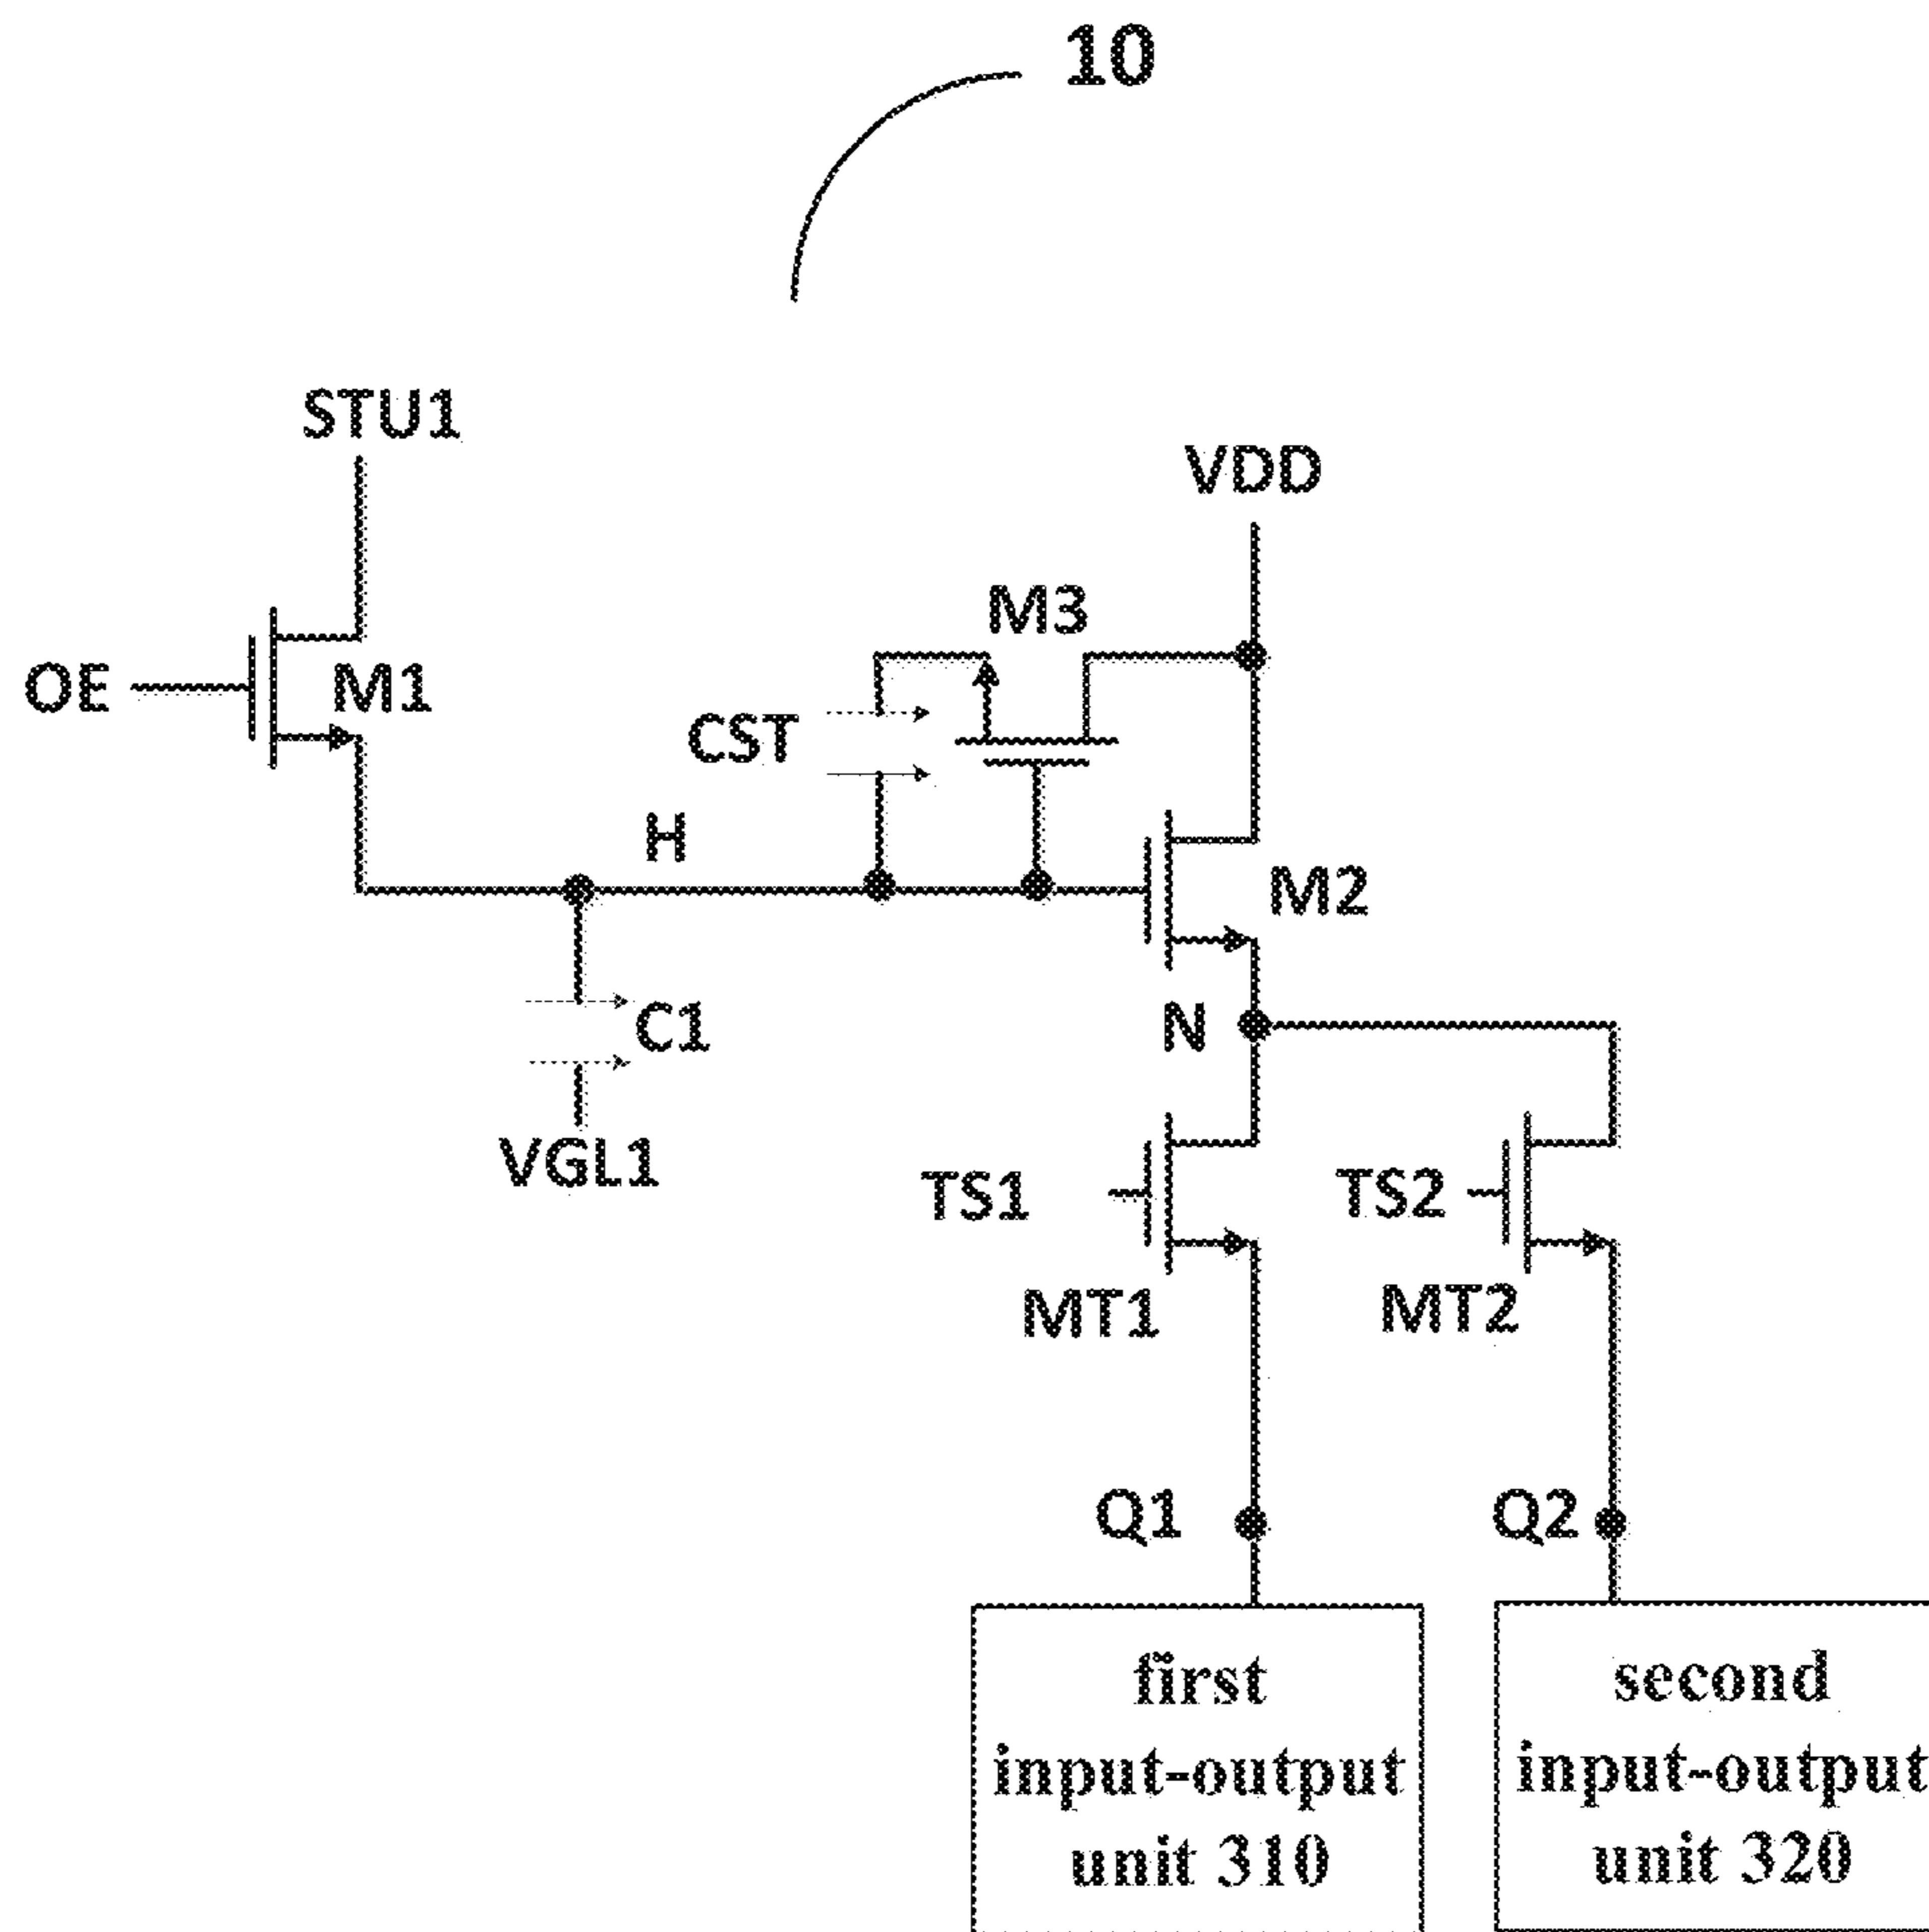 10
STU1
VDD
M3
OE
M1
CST
H
M2
C1
N
VGL1
TS1
TS2
MT1
MT2
Q1
Q2
first
input-output
unit 310
second
input-output
unit 320